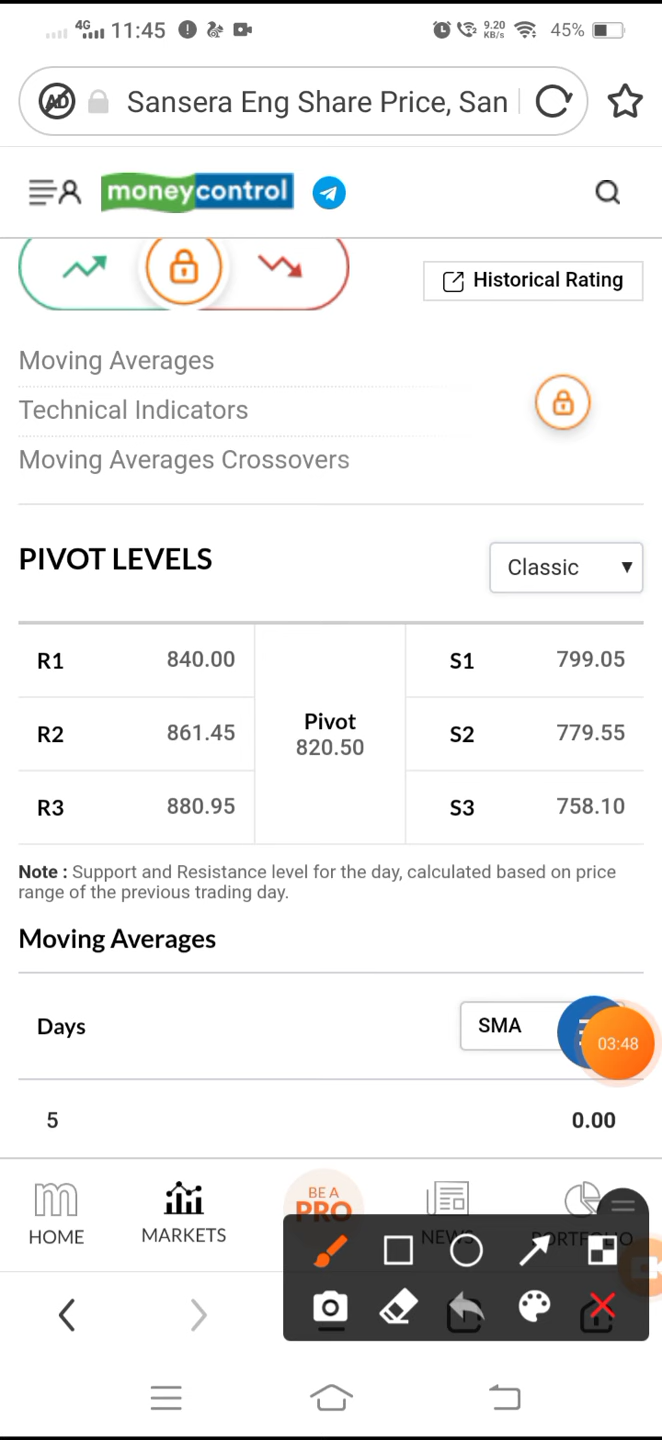 4G 11:45 9.20 KB/s 45%
AD Sansera Eng Share Price, San
moneycontrol
Historical Rating
Moving Averages
Technical Indicators
Moving Averages Crossovers
PIVOT LEVELS Classic
R1 840.00 S1 799.05
Pivot
R2 861.45 820.50 S2 779.55
R3 880.95 S3 758.10
Note : Support and Resistance level for the day, calculated based on price
range of the previous trading day.
Moving Averages
Days SMA 03:48
5 0.00
BE A
PRO
HOME MARKETS NEWS PORTFOLIO